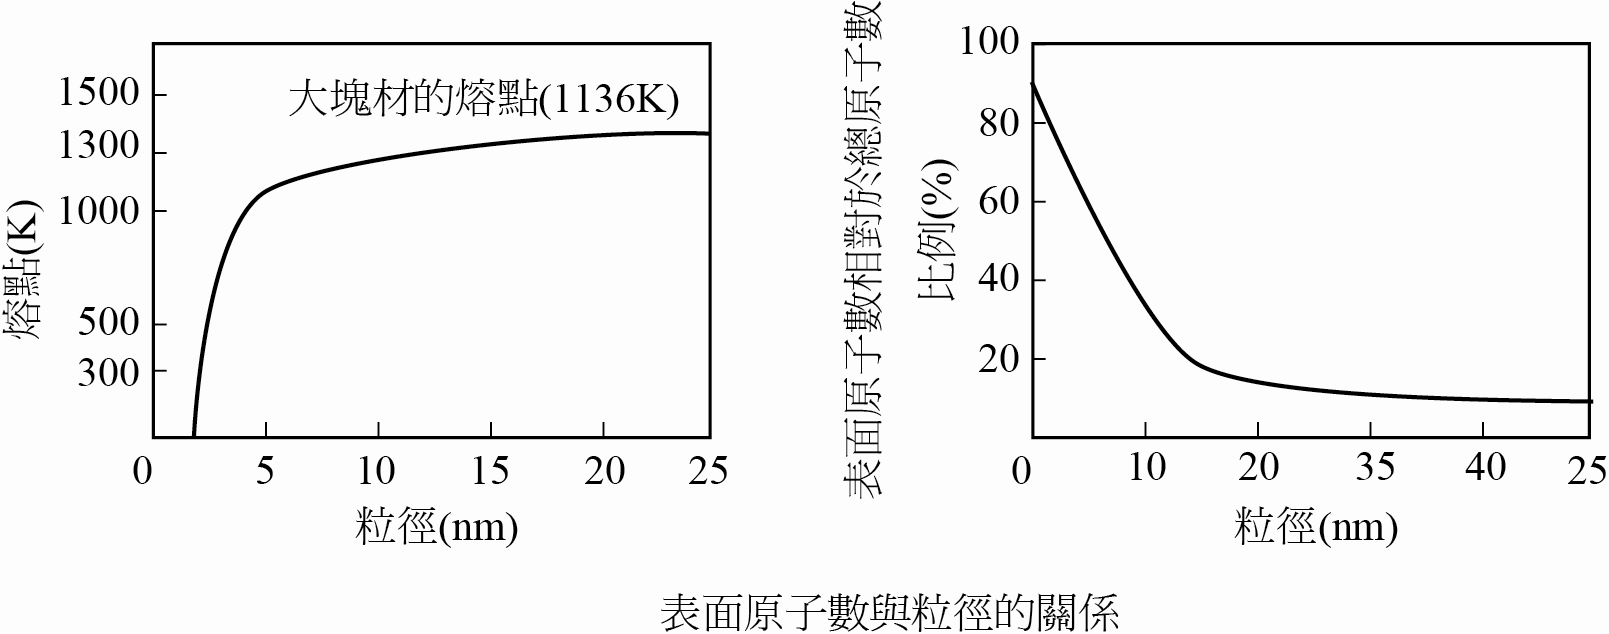 熔點(K)
1500
1300
1000
500
300
大塊材的熔點(1136K)
0 5 10 15 20 25
粒徑(nm)
表面原子數相對於總原子數
比例(%)
100
80
60
40
20
0 10 20 35 40 25
粒徑(nm)
表面原子數與粒徑的關係